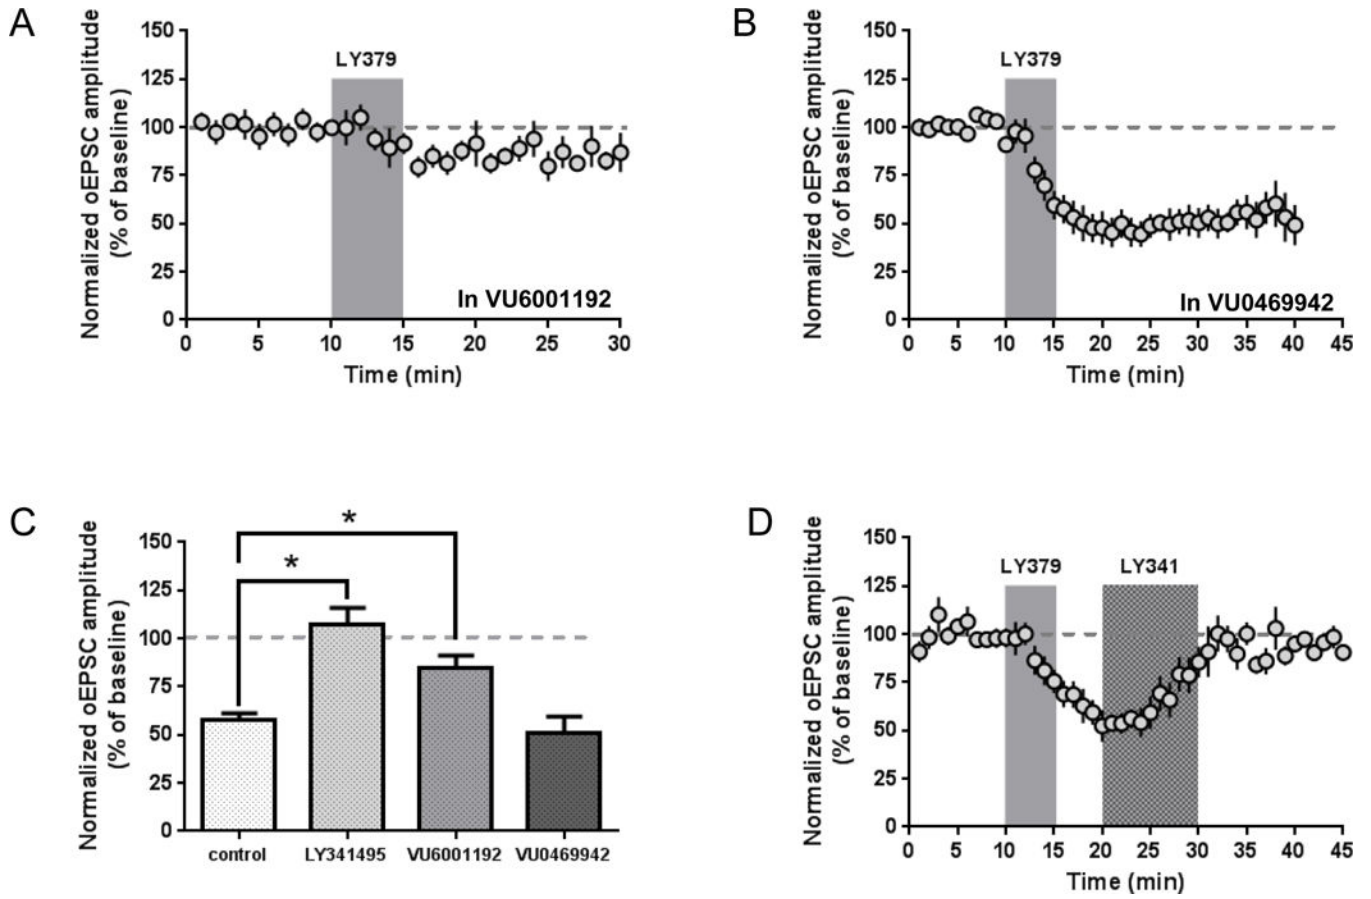 A
Normalized oEPSC amplitude
(% of baseline)
150
125
100
75
50
25
0
LY379
In VU6001192
0 5 10 15 20 25 30
Time (min)
B
Normalized oEPSC amplitude
(% of baseline)
150
125
100
75
50
25
0
LY379
In VU0469942
0 5 10 15 20 25 30 35 40 45
Time (min)
C
Normalized oEPSC amplitude
(% of baseline)
150
125
100
75
50
25
0
*
*
control LY341495 VU6001192 VU0469942
D
Normalized oEPSC amplitude
(% of baseline)
150
125
100
75
50
25
0
LY379 LY341
0 5 10 15 20 25 30 35 40 45
Time (min)